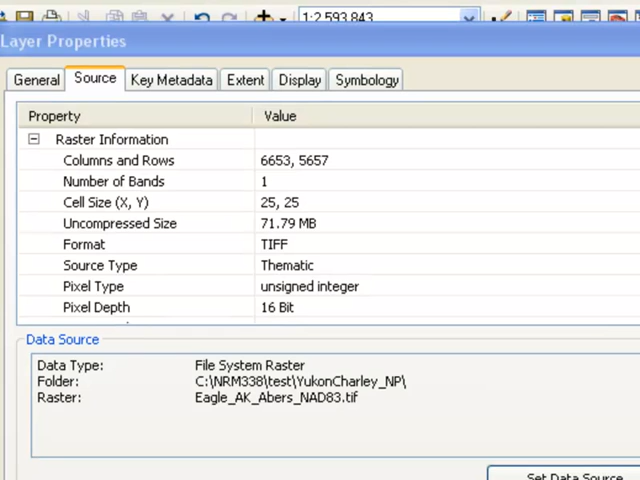 1:2,593,843
Layer Properties
General Source Key Metadata Extent Display Symbology
Property Value
Raster Information
Columns and Rows 6653, 5657
Number of Bands 1
Cell Size (X, Y) 25, 25
Uncompressed Size 71.79 MB
Format TIFF
Source Type Thematic
Pixel Type unsigned integer
Pixel Depth 16 Bit
Data Source
Data Type: File System Raster
Folder: C:\NRM338\test\YukonCharley_NP\
Raster: Eagle_AK_Abers_NAD83.tif
Set Data Source